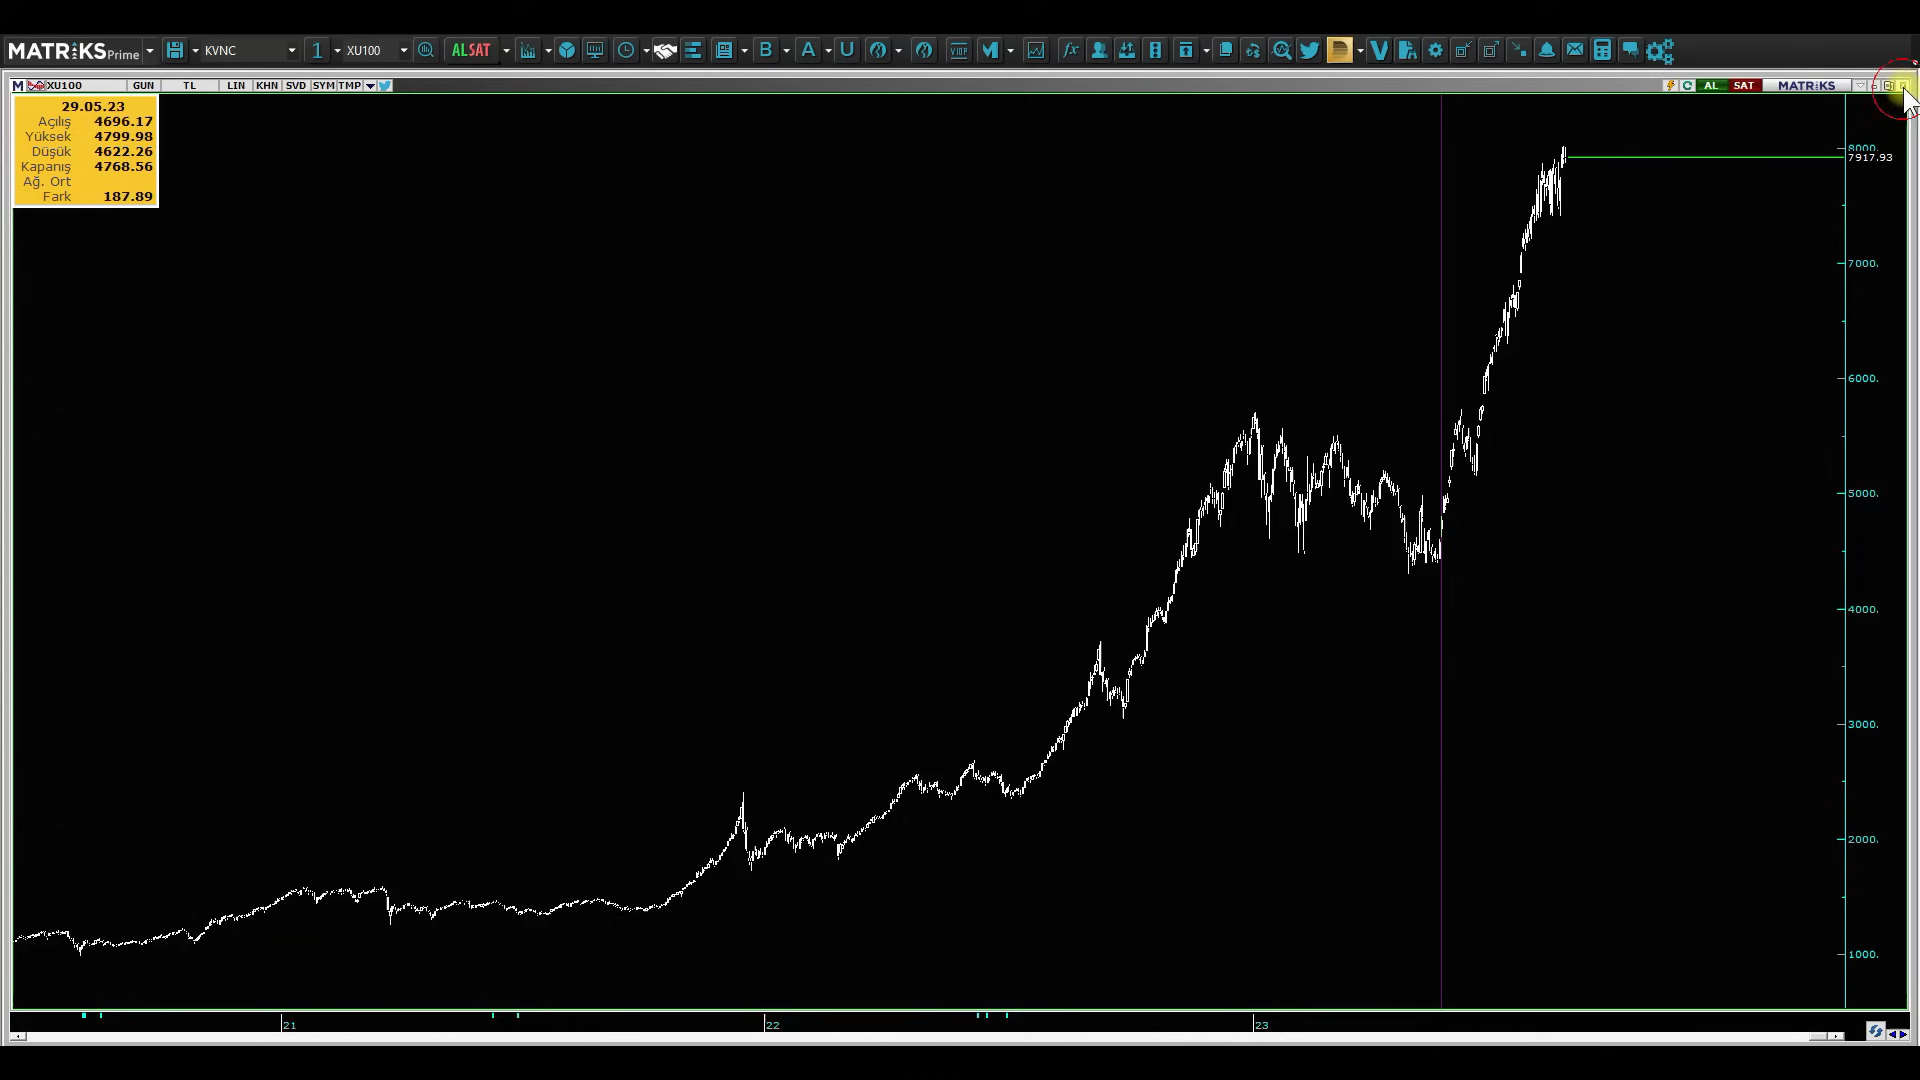 MATRiKS Prime KVNC 1 XU100 ALSAT B A U VIOP fx V
M XU100 GUN TL LIN KHN SVD SYM TMP AL SAT MATRiKS
29.05.23
Açılış 4696.17
Yüksek 4799.98
Düşük 4622.26
Kapanış 4768.56
Ağ. Ort
Fark 187.89
8000.
7917.93
7000.
6000.
5000.
4000.
3000.
2000.
1000.
21 22 23